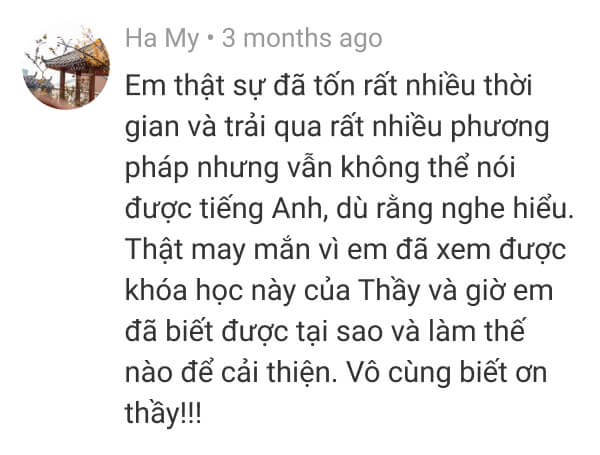 Ha My • 3 months ago
Em thật sự đã tốn rất nhiều thời
gian và trải qua rất nhiều phương
pháp nhưng vẫn không thể nói
được tiếng Anh, dù rằng nghe hiểu.
Thật may mắn vì em đã xem được
khóa học này của Thầy và giờ em
đã biết được tại sao và làm thế
nào để cải thiện. Vô cùng biết ơn
thầy!!!